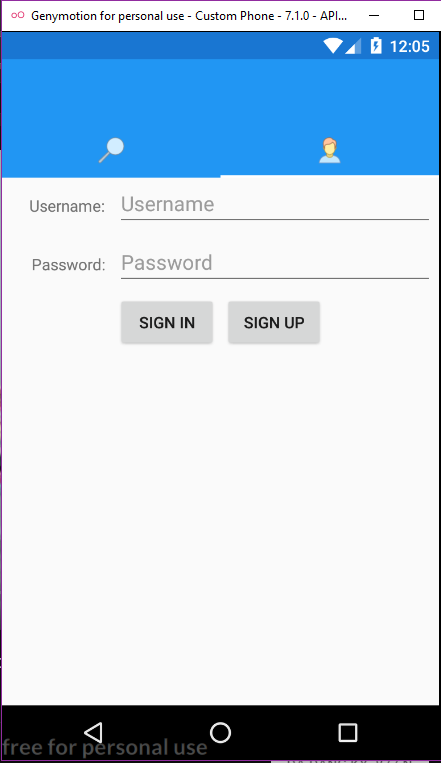 Genymotion for personal use - Custom Phone - 7.1.0 - API...
12:05
Username: Username
Password: Password
SIGN IN SIGN UP
free for personal use